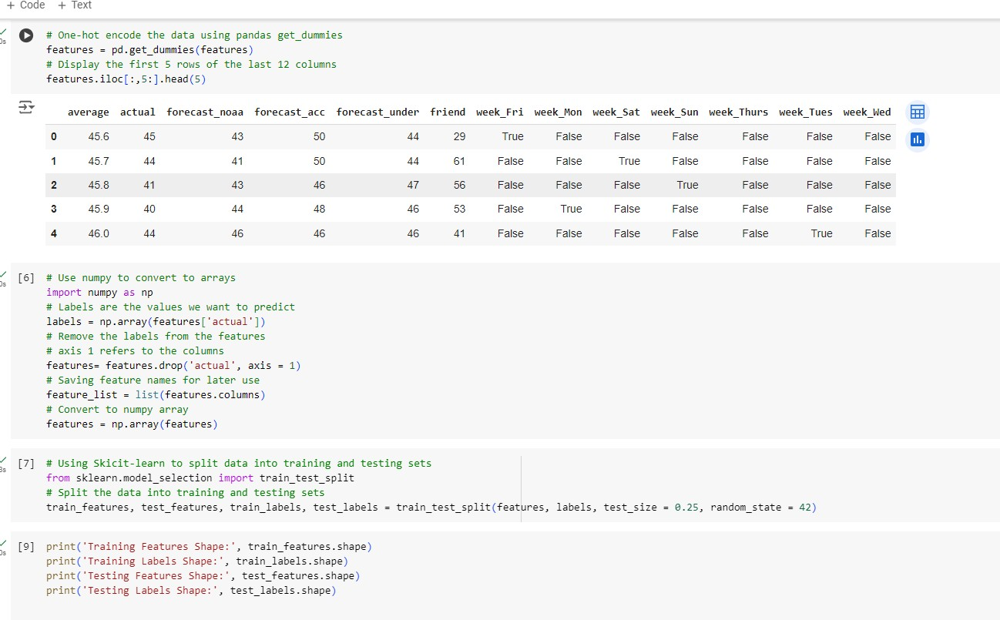 + Code + Text
# One-hot encode the data using pandas get_dummies
features = pd.get_dummies(features)
# Display the first 5 rows of the last 12 columns
features.iloc[:,5:].head(5)
average actual forecast_noaa forecast_acc forecast_under friend week_Fri week_Mon week_Sat week_Sun week_Thurs week_Tues week_Wed
0 45.6 45 43 50 44 29 True False False False False False False
1 45.7 44 41 50 44 61 False False True False False False False
2 45.8 41 43 46 47 56 False False False True False False False
3 45.9 40 44 48 46 53 False True False False False False False
4 46.0 44 46 46 46 41 False False False False False True False
[6] # Use numpy to convert to arrays
import numpy as np
# Labels are the values we want to predict
labels = np.array(features['actual'])
# Remove the labels from the features
# axis 1 refers to the columns
features= features.drop('actual', axis = 1)
# Saving feature names for later use
feature_list = list(features.columns)
# Convert to numpy array
features = np.array(features)
[7] # Using Skicit-learn to split data into training and testing sets
from sklearn.model_selection import train_test_split
# Split the data into training and testing sets
train_features, test_features, train_labels, test_labels = train_test_split(features, labels, test_size = 0.25, random_state = 42)
[9] print('Training Features Shape:', train_features.shape)
print('Training Labels Shape:', train_labels.shape)
print('Testing Features Shape:', test_features.shape)
print('Testing Labels Shape:', test_labels.shape)